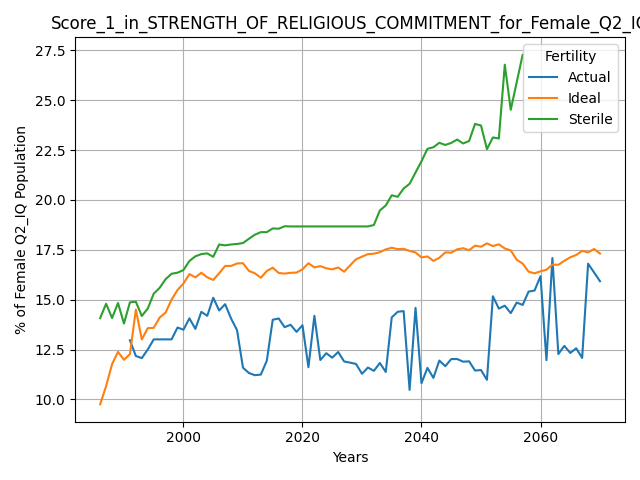 Score_1_in_STRENGTH_OF_RELIGIOUS_COMMITMENT_for_Female_Q2_IQ
27.5
25.0
22.5
20.0
17.5
15.0
12.5
10.0
% of Female Q2_IQ Population
Fertility
Actual
Ideal
Sterile
2000
2020
2040
2060
Years